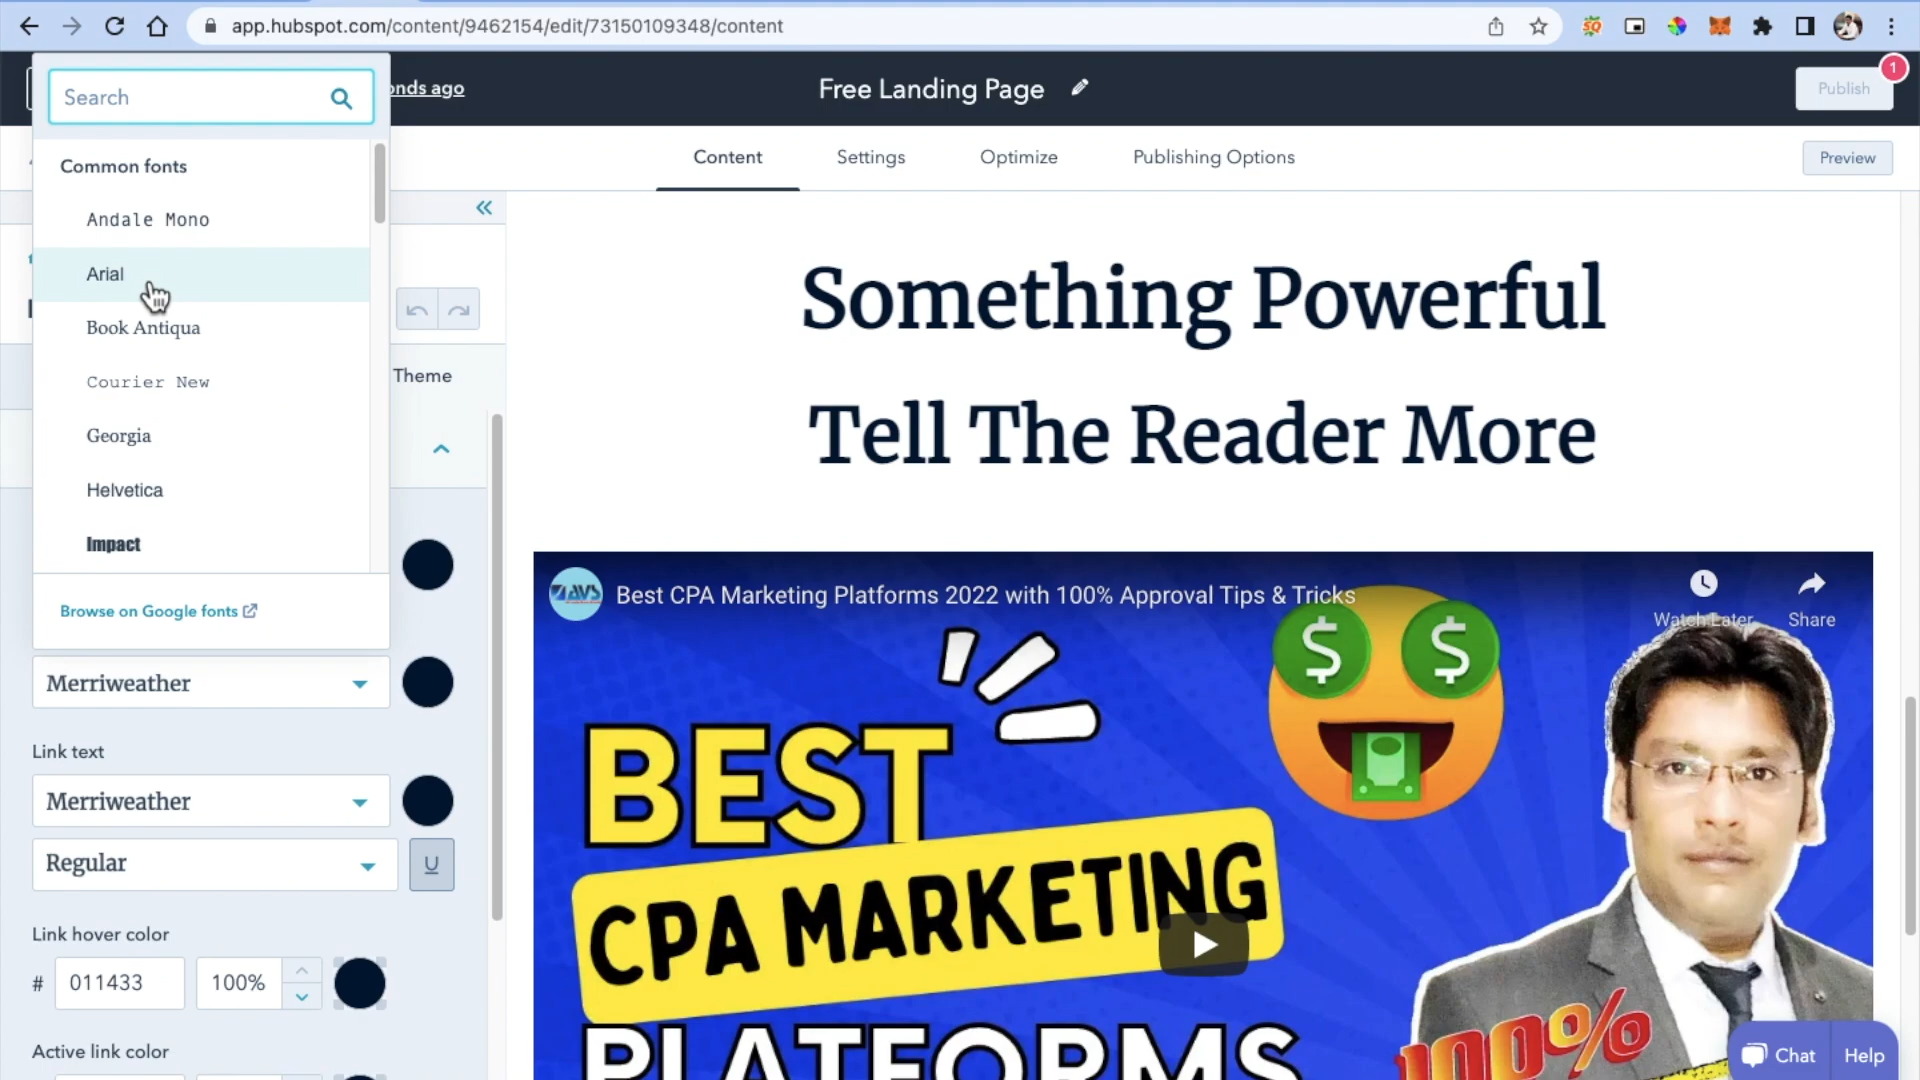 app.hubspot.com/content/9462154/edit/73150109348/content
Search
onds ago
Free Landing Page
Publish
1
Content
Settings
Optimize
Publishing Options
Preview
Common fonts
Andale Mono
Arial
Book Antiqua
Courier New
Georgia
Helvetica
Impact
Browse on Google fonts
Theme
Merriweather
Link text
Merriweather
Regular
U
Link hover color
# 011433
100%
Active link color
Something Powerful
Tell The Reader More
AVS
Best CPA Marketing Platforms 2022 with 100% Approval Tips & Tricks
Watch Later
Share
$ $
BEST
CPA MARKETING
PLATFORMS
100%
Chat
Help